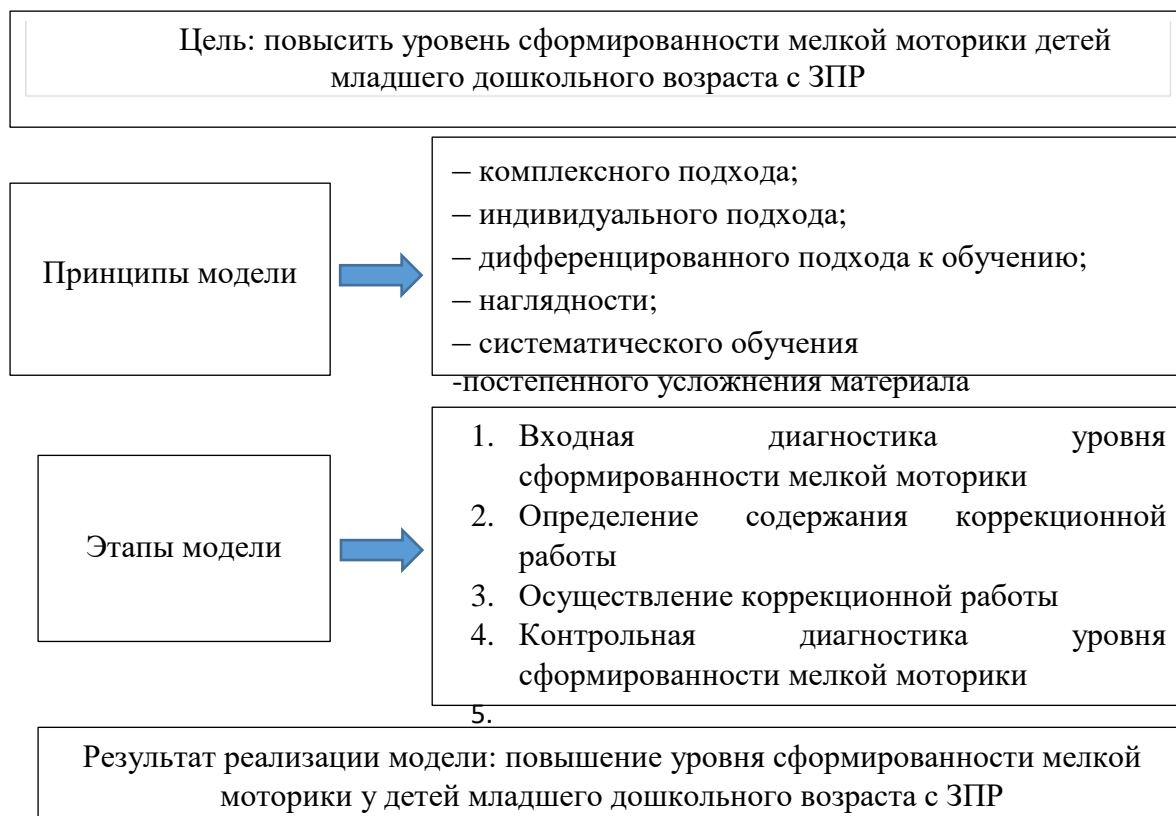 Цель: повысить уровень сформированности мелкой моторики детей
младшего дошкольного возраста с ЗПР
Принципы модели
– комплексного подхода;
– индивидуального подхода;
– дифференцированного подхода к обучению;
– наглядности;
– систематического обучения
-постепенного усложнения материала
Этапы модели
1. Входная диагностика уровня
сформированности мелкой моторики
2. Определение содержания коррекционной
работы
3. Осуществление коррекционной работы
4. Контрольная диагностика уровня
сформированности мелкой моторики
5.
Результат реализации модели: повышение уровня сформированности мелкой
моторики у детей младшего дошкольного возраста с ЗПР